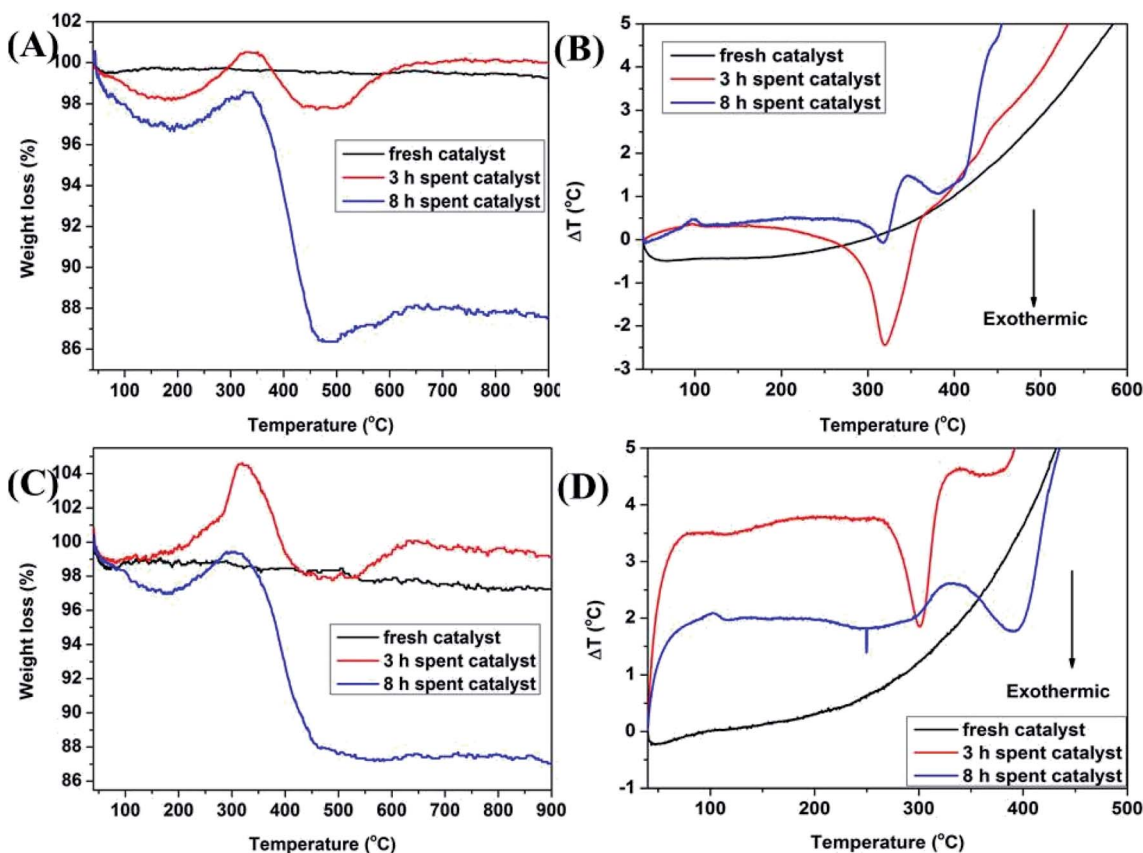 (A)
102
100
98
96
94
92
90
88
86
Weight loss (%)
fresh catalyst
3 h spent catalyst
8 h spent catalyst
100 200 300 400 500 600 700 800 900
Temperature (°C)
(B)
5
4
3
2
1
0
-1
-2
-3
ΔT (°C)
fresh catalyst
3 h spent catalyst
8 h spent catalyst
Exothermic
100 200 300 400 500 600
Temperature (°C)
(C)
104
102
100
98
96
94
92
90
88
86
Weight loss (%)
fresh catalyst
3 h spent catalyst
8 h spent catalyst
100 200 300 400 500 600 700 800 900
Temperature (°C)
(D)
5
4
3
2
1
0
-1
ΔT (°C)
Exothermic
fresh catalyst
3 h spent catalyst
8 h spent catalyst
100 200 300 400 500
Temperature (°C)